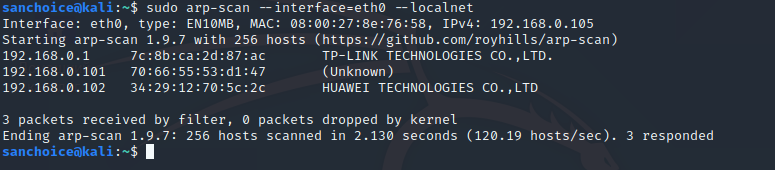 sanchoice@kali:~$ sudo arp-scan --interface=eth0 --localnet
Interface: eth0, type: EN10MB, MAC: 08:00:27:8e:76:58, IPv4: 192.168.0.105
Starting arp-scan 1.9.7 with 256 hosts (https://github.com/royhills/arp-scan)
192.168.0.1     7c:8b:ca:2d:87:ac       TP-LINK TECHNOLOGIES CO.,LTD.
192.168.0.101   70:66:55:53:d1:47       (Unknown)
192.168.0.102   34:29:12:70:5c:2c       HUAWEI TECHNOLOGIES CO.,LTD
3 packets received by filter, 0 packets dropped by kernel
Ending arp-scan 1.9.7: 256 hosts scanned in 2.130 seconds (120.19 hosts/sec). 3 responded
sanchoice@kali:~$